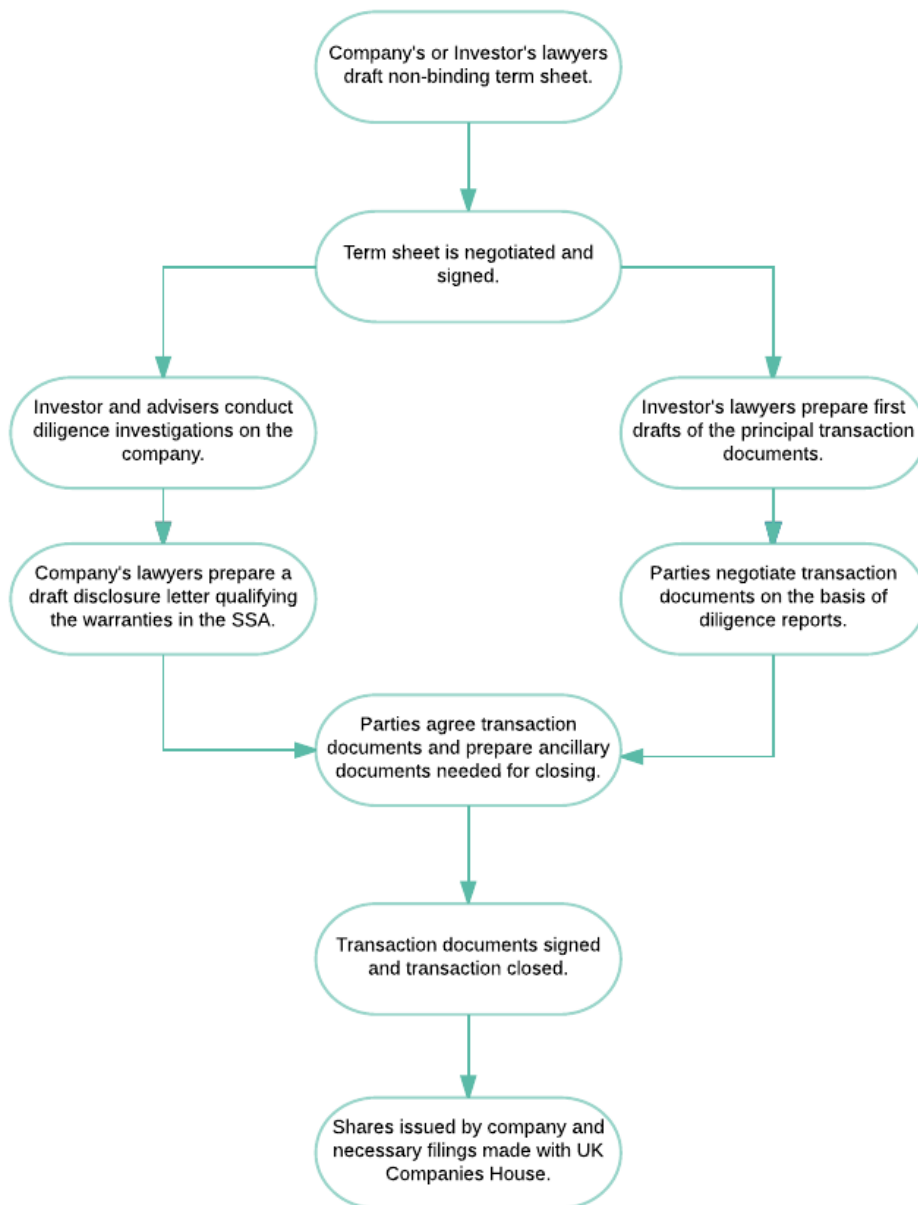 Company's or Investor's lawyers
draft non-binding term sheet.
Term sheet is negotiated and
signed.
Investor and advisers conduct
diligence investigations on the
company.
Investor's lawyers prepare first
drafts of the principal transaction
documents.
Company's lawyers prepare a
draft disclosure letter qualifying
the warranties in the SSA.
Parties negotiate transaction
documents on the basis of
diligence reports.
Parties agree transaction
documents and prepare ancillary
documents needed for closing.
Transaction documents signed
and transaction closed.
Shares issued by company and
necessary filings made with UK
Companies House.